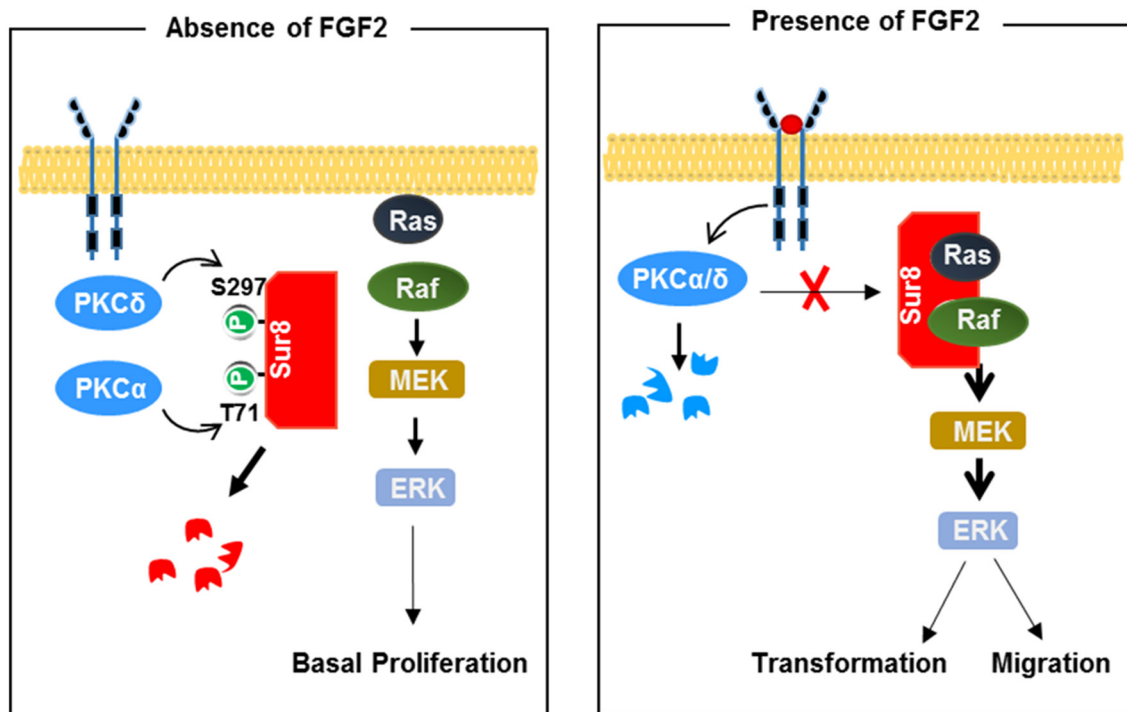 Absence of FGF2
Ras
PKCδ
S297
P
Sur8
Raf
PKCα
P
T71
MEK
ERK
Basal Proliferation
Presence of FGF2
PKCα/δ
Sur8
Ras
Raf
MEK
ERK
Transformation
Migration